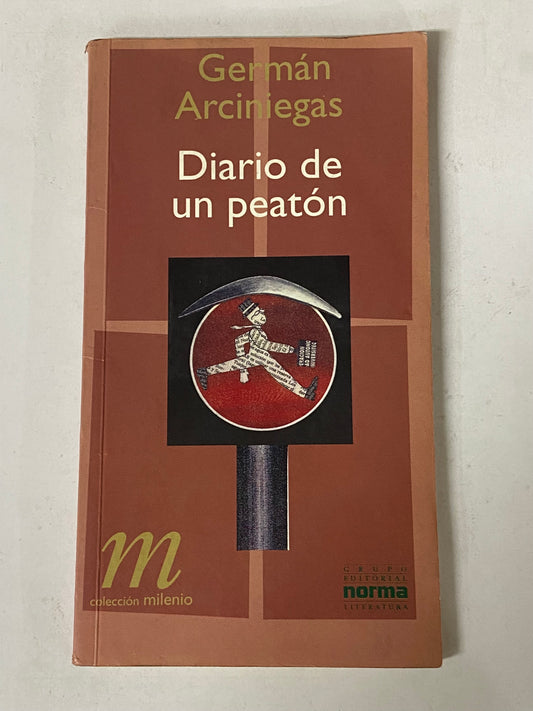 Germán
Arciniegas
Diario de
un peatón
m
colección milenio
GRUPO
EDITORIAL
norma
LITERATURA